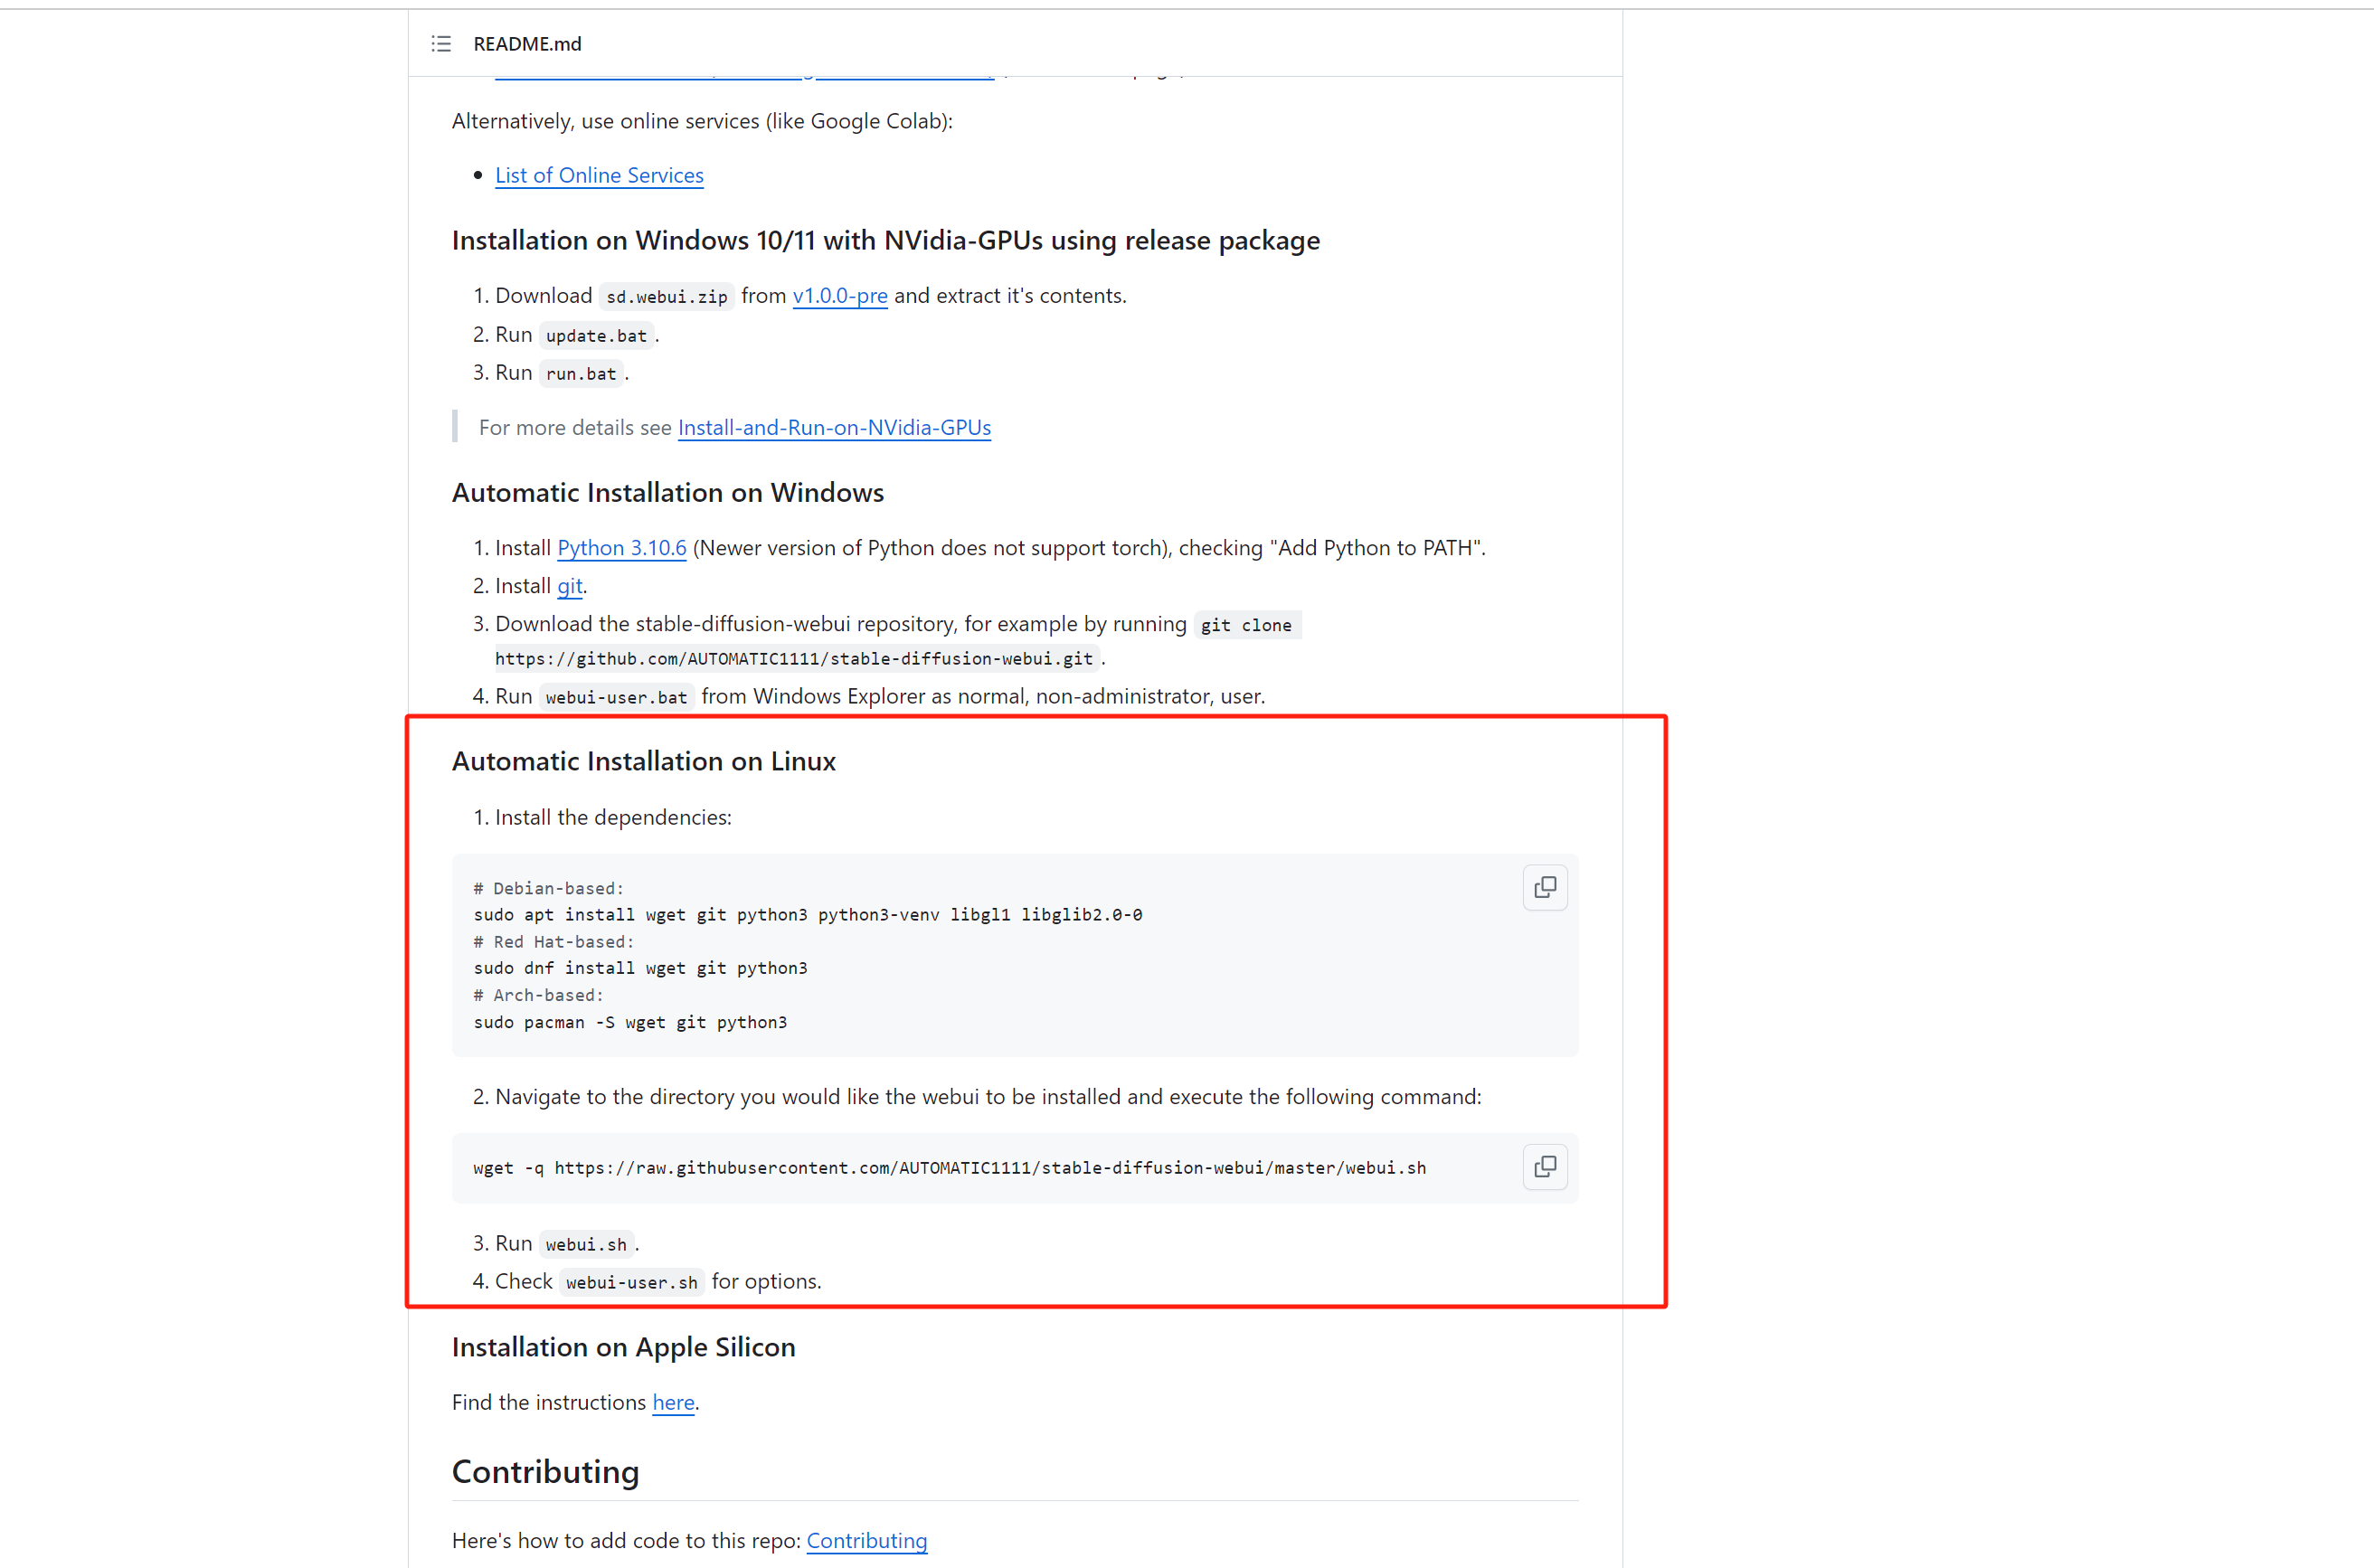 README.md
Alternatively, use online services (like Google Colab):
List of Online Services
Installation on Windows 10/11 with NVidia-GPUs using release package
1. Download sd.webui.zip from v1.0.0-pre and extract it's contents.
2. Run update.bat.
3. Run run.bat.
For more details see Install-and-Run-on-NVidia-GPUs
Automatic Installation on Windows
1. Install Python 3.10.6 (Newer version of Python does not support torch), checking "Add Python to PATH".
2. Install git.
3. Download the stable-diffusion-webui repository, for example by running git clone
https://github.com/AUTOMATIC1111/stable-diffusion-webui.git.
4. Run webui-user.bat from Windows Explorer as normal, non-administrator, user.
Automatic Installation on Linux
1. Install the dependencies:
# Debian-based:
sudo apt install wget git python3 python3-venv libgl1 libglib2.0-0
# Red Hat-based:
sudo dnf install wget git python3
# Arch-based:
sudo pacman -S wget git python3
2. Navigate to the directory you would like the webui to be installed and execute the following command:
wget -q https://raw.githubusercontent.com/AUTOMATIC1111/stable-diffusion-webui/master/webui.sh
3. Run webui.sh.
4. Check webui-user.sh for options.
Installation on Apple Silicon
Find the instructions here.
Contributing
Here's how to add code to this repo: Contributing